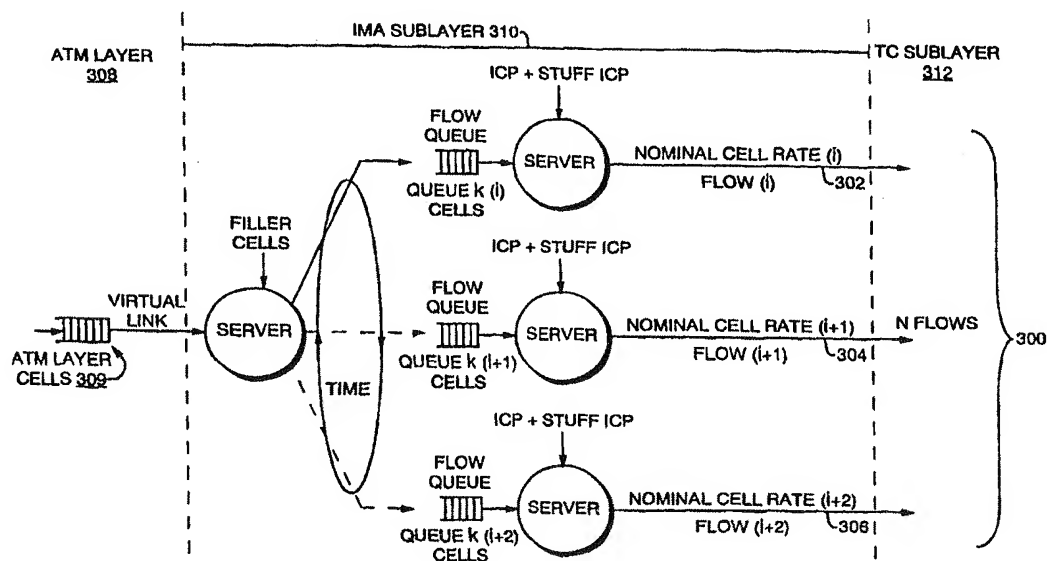 IMA SUBLAYER 310
ATM LAYER
308
TC SUBLAYER
312
ICP + STUFF ICP
FLOW
QUEUE
SERVER
NOMINAL CELL RATE (i)
FLOW (i)
302
QUEUE k (i)
CELLS
FILLER
CELLS
ICP + STUFF ICP
FLOW
QUEUE
VIRTUAL
LINK
SERVER
SERVER
NOMINAL CELL RATE (i+1)
FLOW (i+1)
304
N FLOWS
300
ATM LAYER
CELLS 309
TIME
QUEUE k (i+1)
CELLS
ICP + STUFF ICP
FLOW
QUEUE
SERVER
NOMINAL CELL RATE (i+2)
FLOW (i+2)
306
QUEUE k (i+2)
CELLS